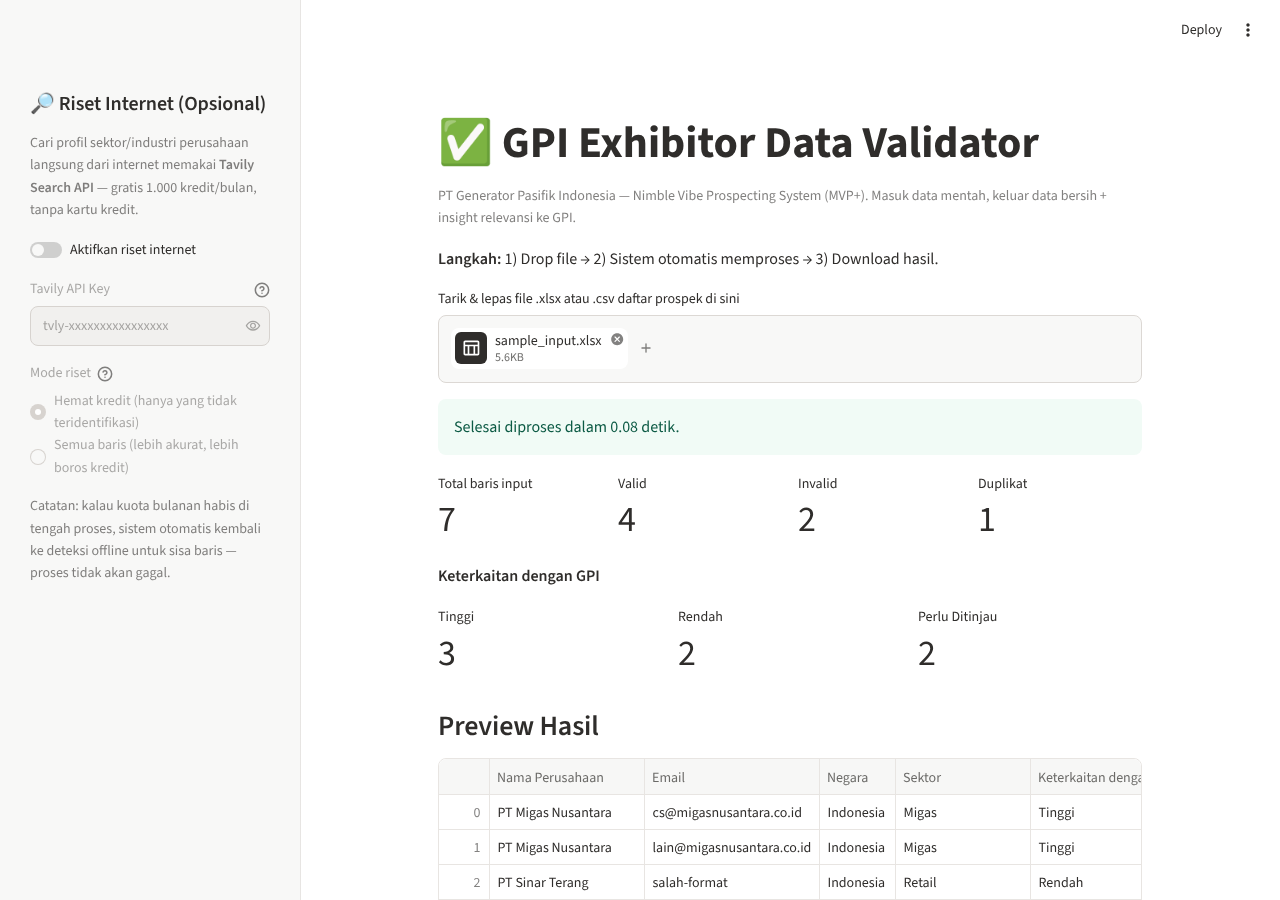 Deploy
🔎 Riset Internet (Opsional)
Cari profil sektor/industri perusahaan
langsung dari internet memakai Tavily
Search API — gratis 1.000 kredit/bulan,
tanpa kartu kredit.
Aktifkan riset internet
Tavily API Key
tvly-xxxxxxxxxxxxxxxx
Mode riset
Hemat kredit (hanya yang tidak
teridentifikasi)
Semua baris (lebih akurat, lebih
boros kredit)
Catatan: kalau kuota bulanan habis di
tengah proses, sistem otomatis kembali
ke deteksi offline untuk sisa baris —
proses tidak akan gagal.
✅ GPI Exhibitor Data Validator
PT Generator Pasifik Indonesia — Nimble Vibe Prospecting System (MVP+). Masuk data mentah, keluar data bersih +
insight relevansi ke GPI.
Langkah: 1) Drop file → 2) Sistem otomatis memproses → 3) Download hasil.
Tarik & lepas file .xlsx atau .csv daftar prospek di sini
sample_input.xlsx
5.6KB
Selesai diproses dalam 0.08 detik.
Total baris input Valid Invalid Duplikat
7 4 2 1
Keterkaitan dengan GPI
Tinggi Rendah Perlu Ditinjau
3 2 2
Preview Hasil
Nama Perusahaan Email Negara Sektor Keterkaitan denga
0 PT Migas Nusantara cs@migasnusantara.co.id Indonesia Migas Tinggi
1 PT Migas Nusantara lain@migasnusantara.co.id Indonesia Migas Tinggi
2 PT Sinar Terang salah-format Indonesia Retail Rendah